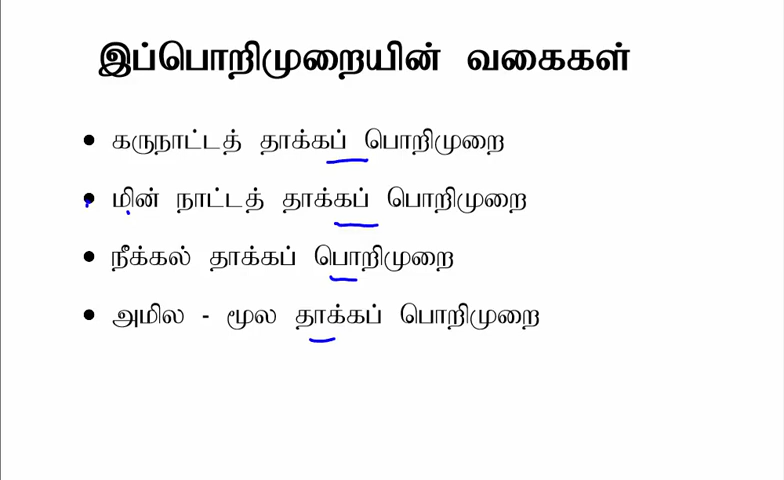 இப்பொறிமுறையின் வகைகள்
• கருநாட்டத் தாக்கப் பொறிமுறை
• மின் நாட்டத் தாக்கப் பொறிமுறை
• நீக்கல் தாக்கப் பொறிமுறை
• அமில - மூல தாக்கப் பொறிமுறை